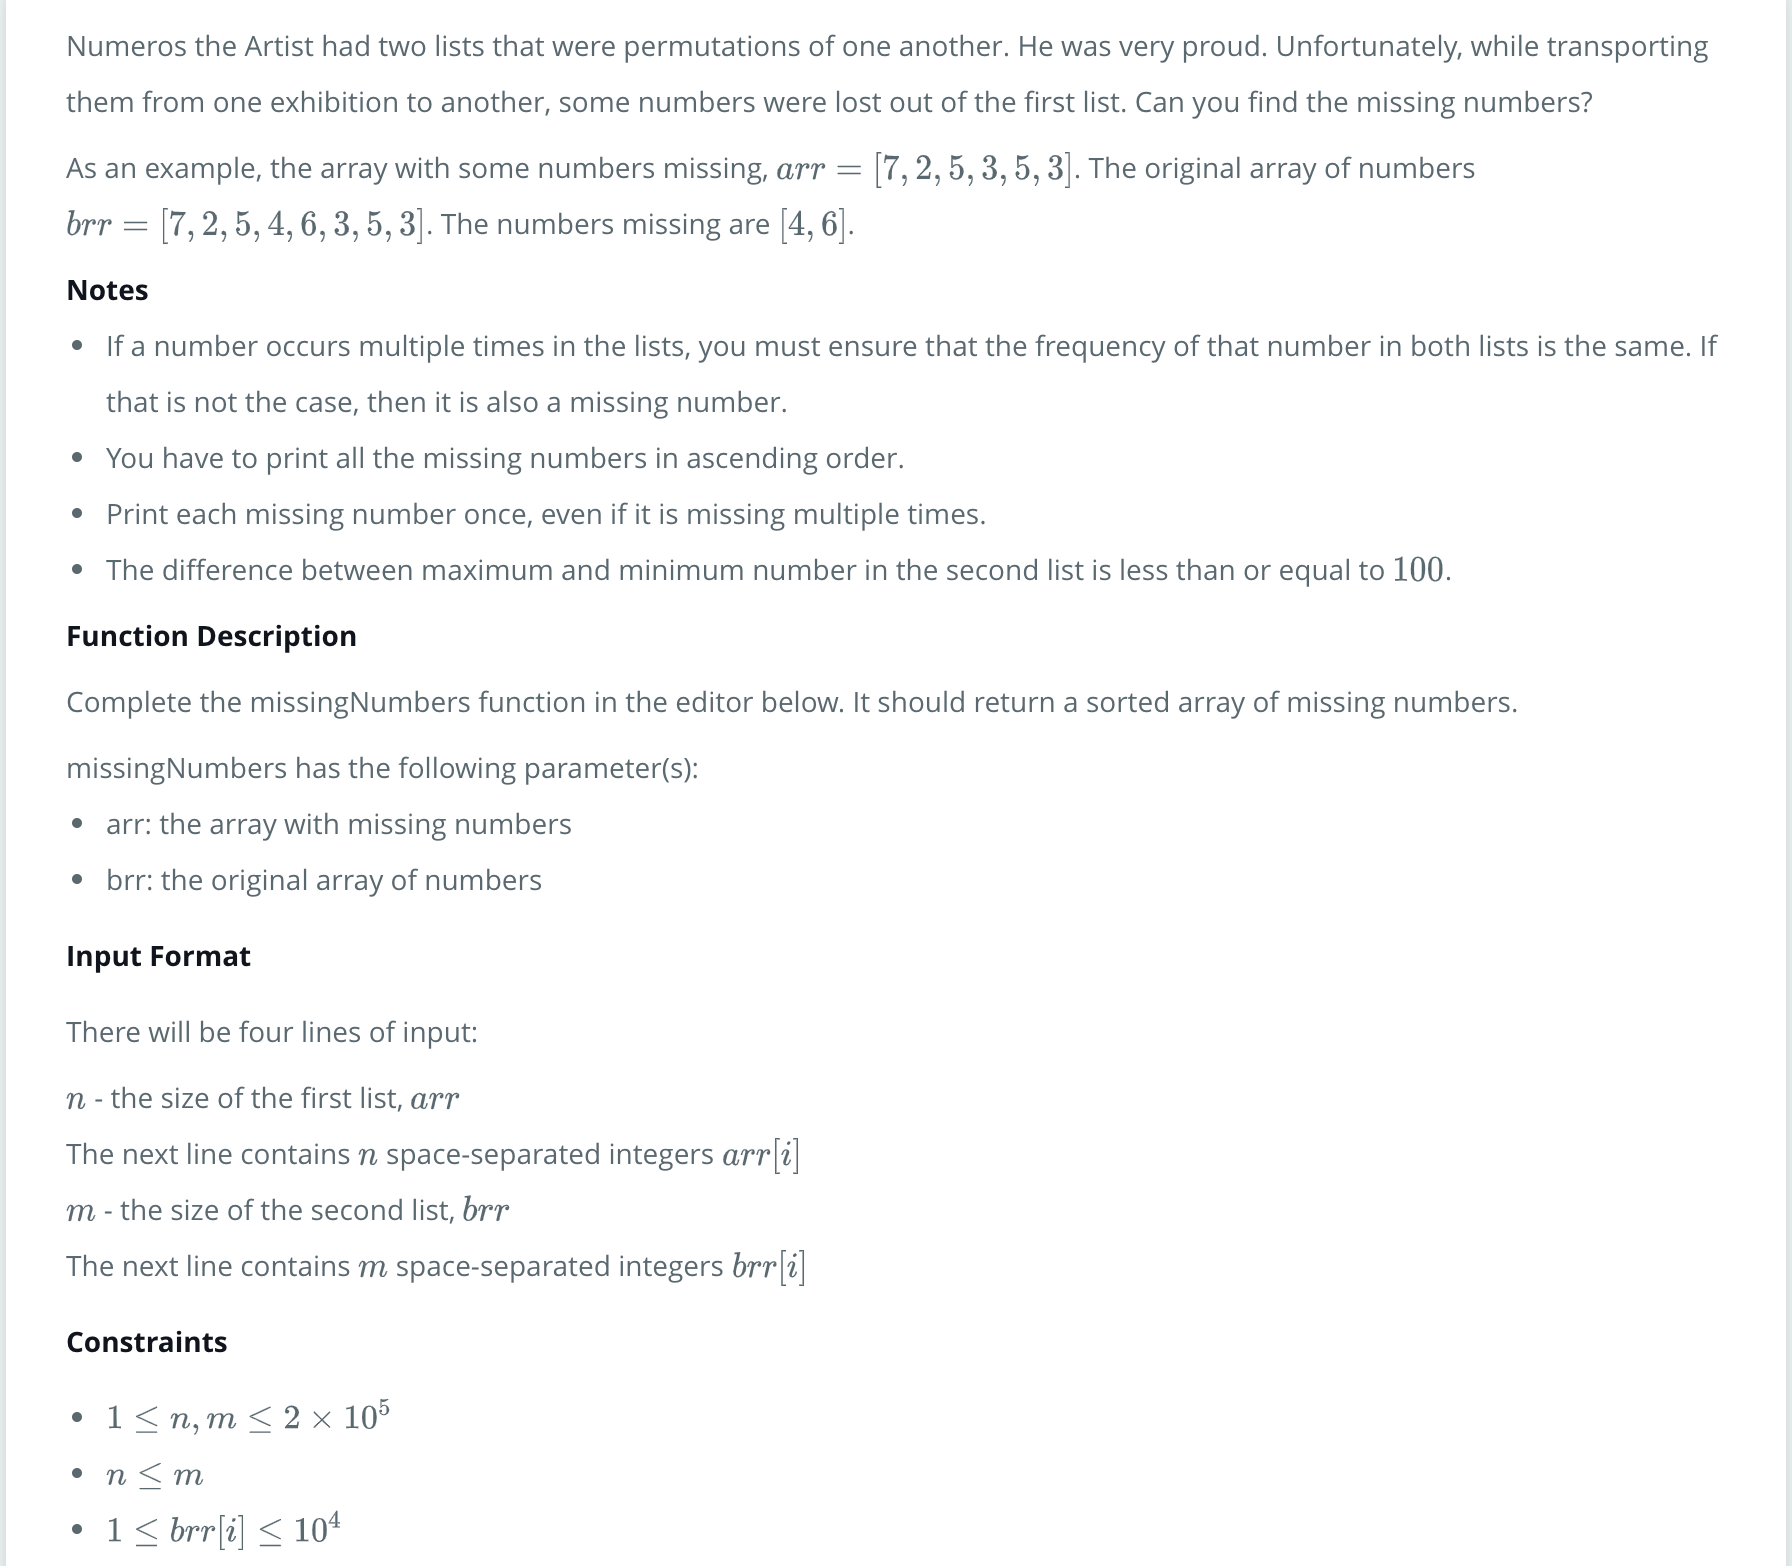 Numeros the Artist had two lists that were permutations of one another. He was very proud. Unfortunately, while transporting
them from one exhibition to another, some numbers were lost out of the first list. Can you find the missing numbers?
As an example, the array with some numbers missing, arr = [7, 2, 5, 3, 5, 3]. The original array of numbers
brr = [7, 2, 5, 4, 6, 3, 5, 3]. The numbers missing are [4, 6].
Notes
• If a number occurs multiple times in the lists, you must ensure that the frequency of that number in both lists is the same. If
that is not the case, then it is also a missing number.
• You have to print all the missing numbers in ascending order.
• Print each missing number once, even if it is missing multiple times.
• The difference between maximum and minimum number in the second list is less than or equal to 100.
Function Description
Complete the missingNumbers function in the editor below. It should return a sorted array of missing numbers.
missingNumbers has the following parameter(s):
• arr: the array with missing numbers
• brr: the original array of numbers
Input Format
There will be four lines of input:
n - the size of the first list, arr
The next line contains n space-separated integers arr[i]
m - the size of the second list, brr
The next line contains m space-separated integers brr[i]
Constraints
• 1 ≤ n, m ≤ 2 × 10⁵
• n ≤ m
• 1 ≤ brr[i] ≤ 10⁴